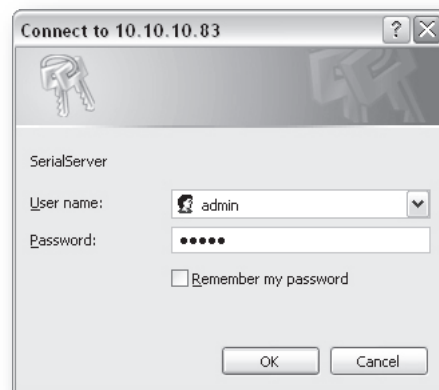 Connect to 10.10.10.83
SerialServer
User name:
admin
Password:
•••••
Remember my password
OK
Cancel